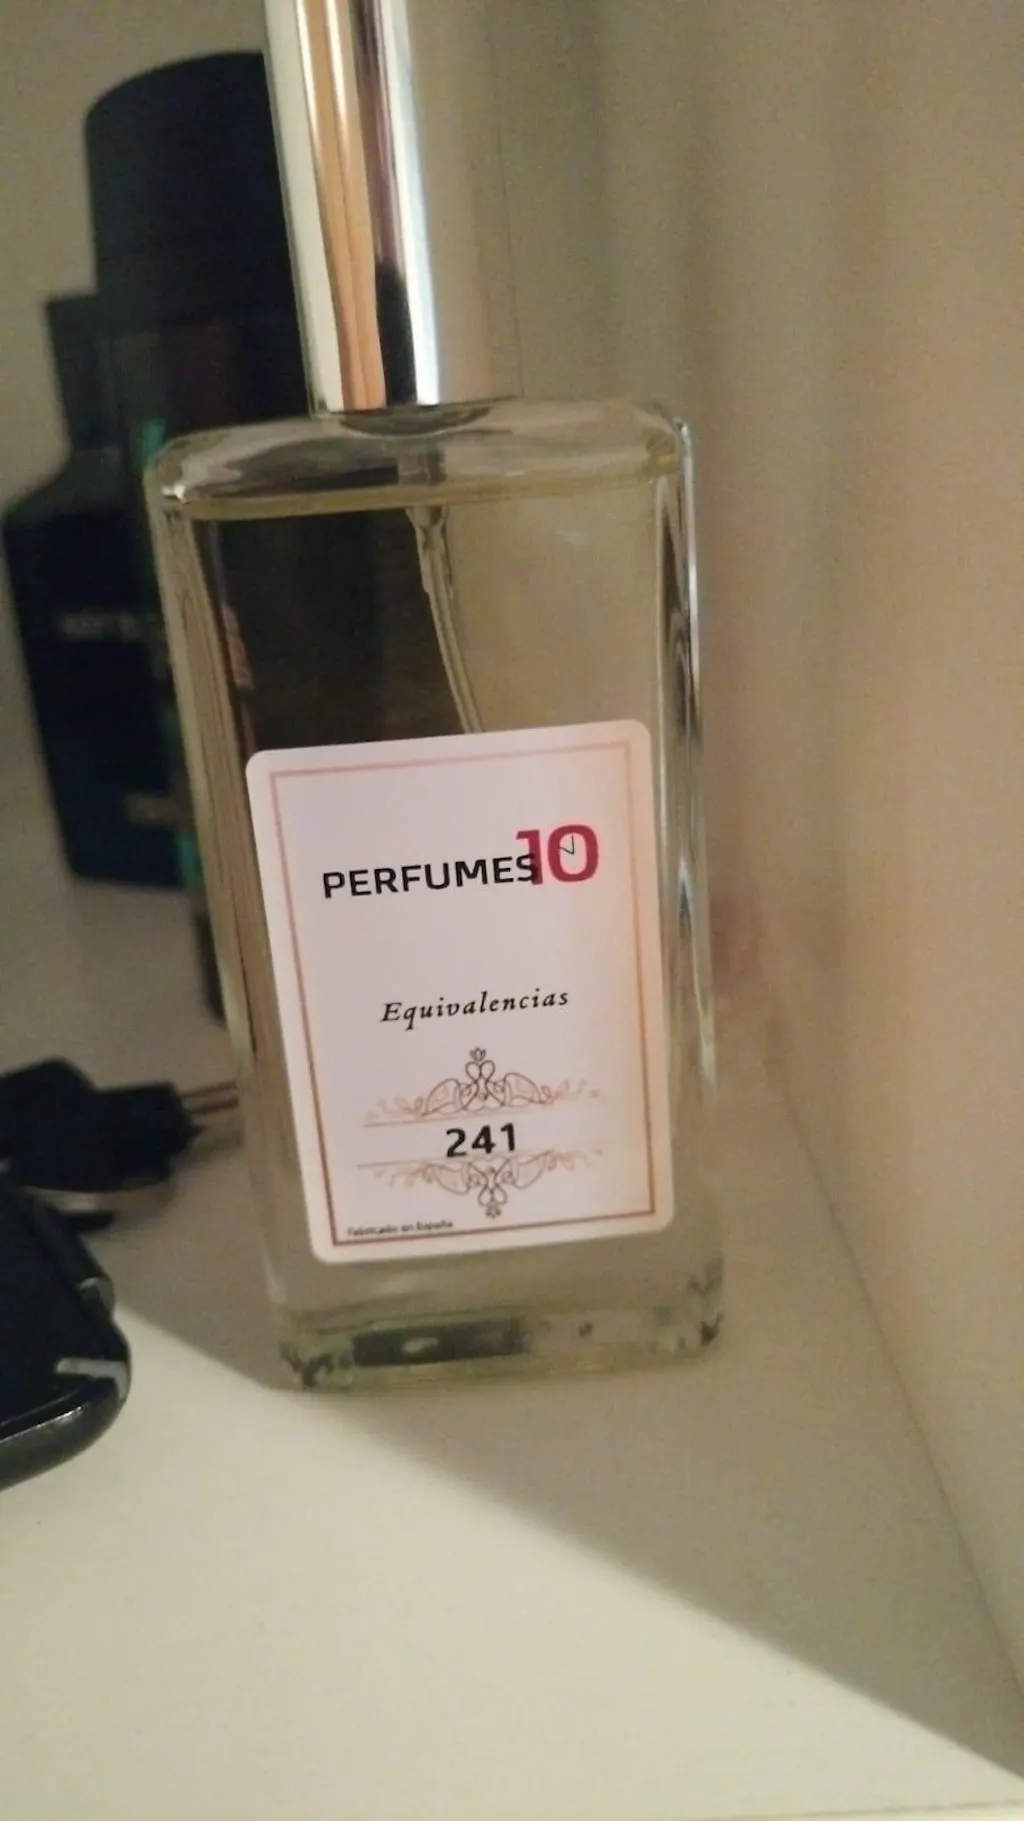 PERFUMES10
Equivalencias
241
Fabricado en España